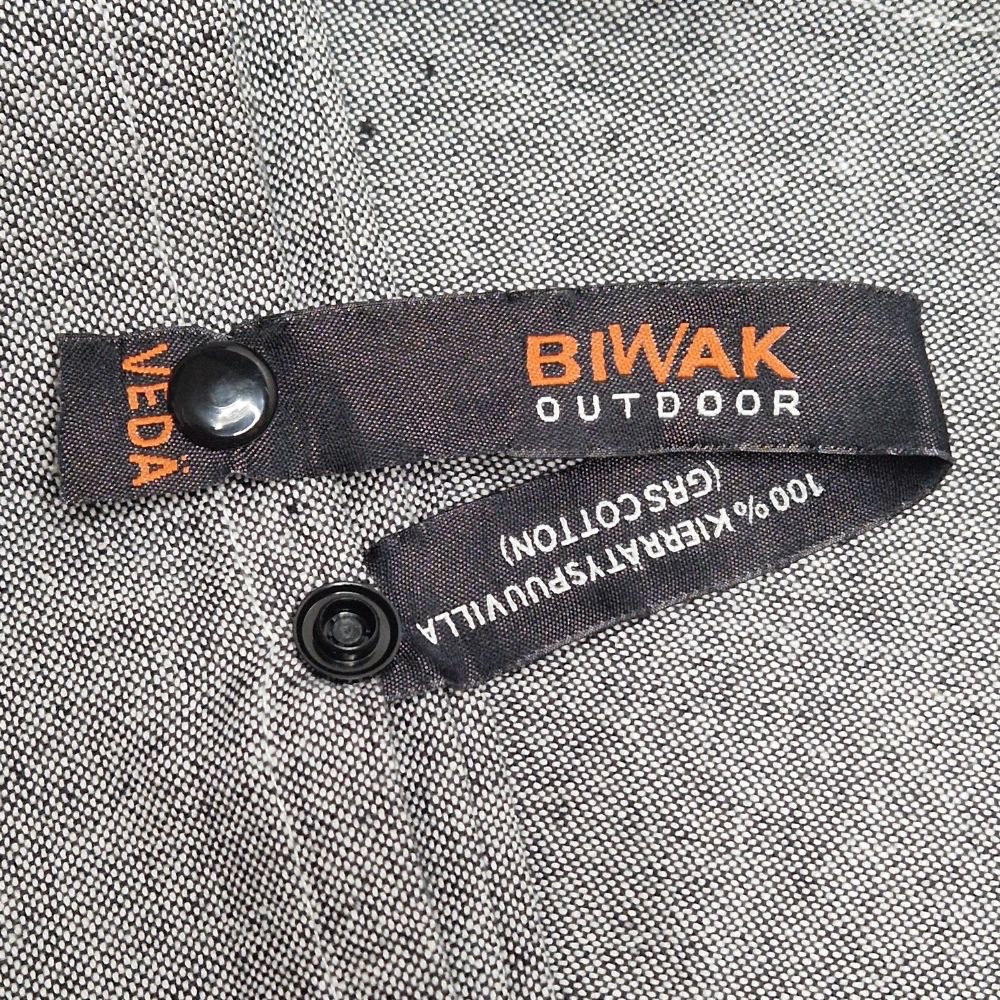 VEDÄ
BIWAK
OUTDOOR
100% KIERRÄTYSPUUVILLA
(GRS COTTON)